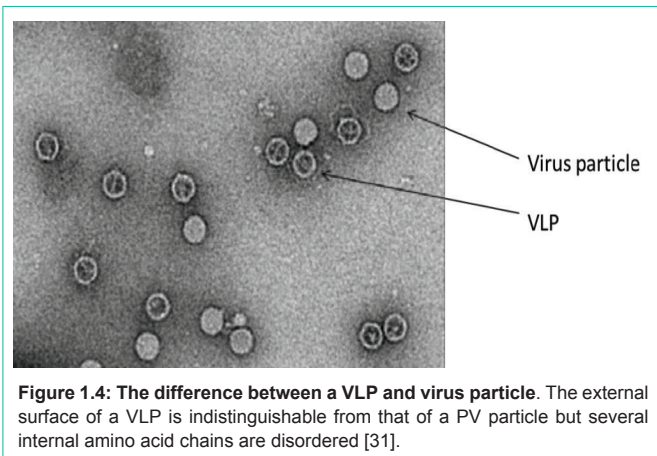 Virus particle
VLP
Figure 1.4: The difference between a VLP and virus particle. The external
surface of a VLP is indistinguishable from that of a PV particle but several
internal amino acid chains are disordered [31].